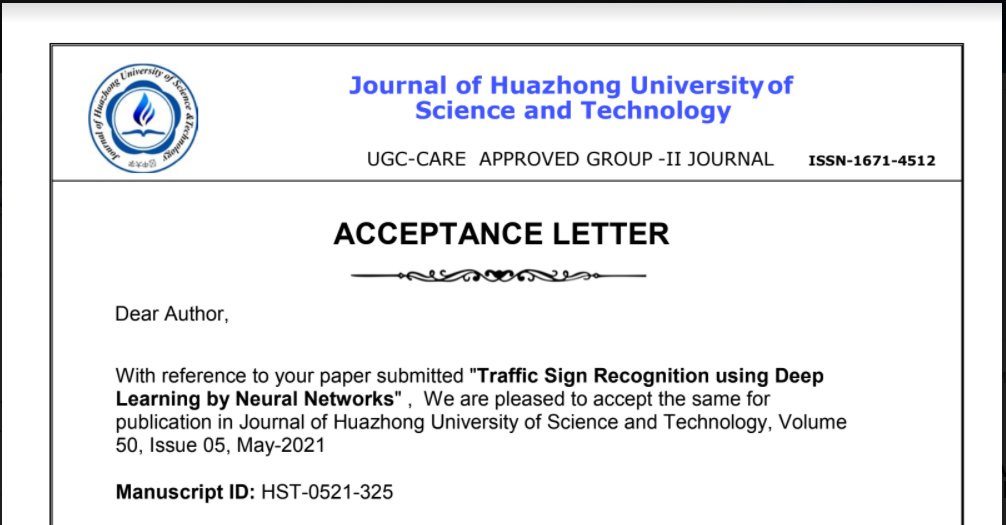 Journal of Huazhong University of Science &Technology
Journal of Huazhong University of
Science and Technology
UGC-CARE APPROVED GROUP -II JOURNAL ISSN-1671-4512
ACCEPTANCE LETTER
Dear Author,
With reference to your paper submitted "Traffic Sign Recognition using Deep
Learning by Neural Networks" , We are pleased to accept the same for
publication in Journal of Huazhong University of Science and Technology, Volume
50, Issue 05, May-2021
Manuscript ID: HST-0521-325